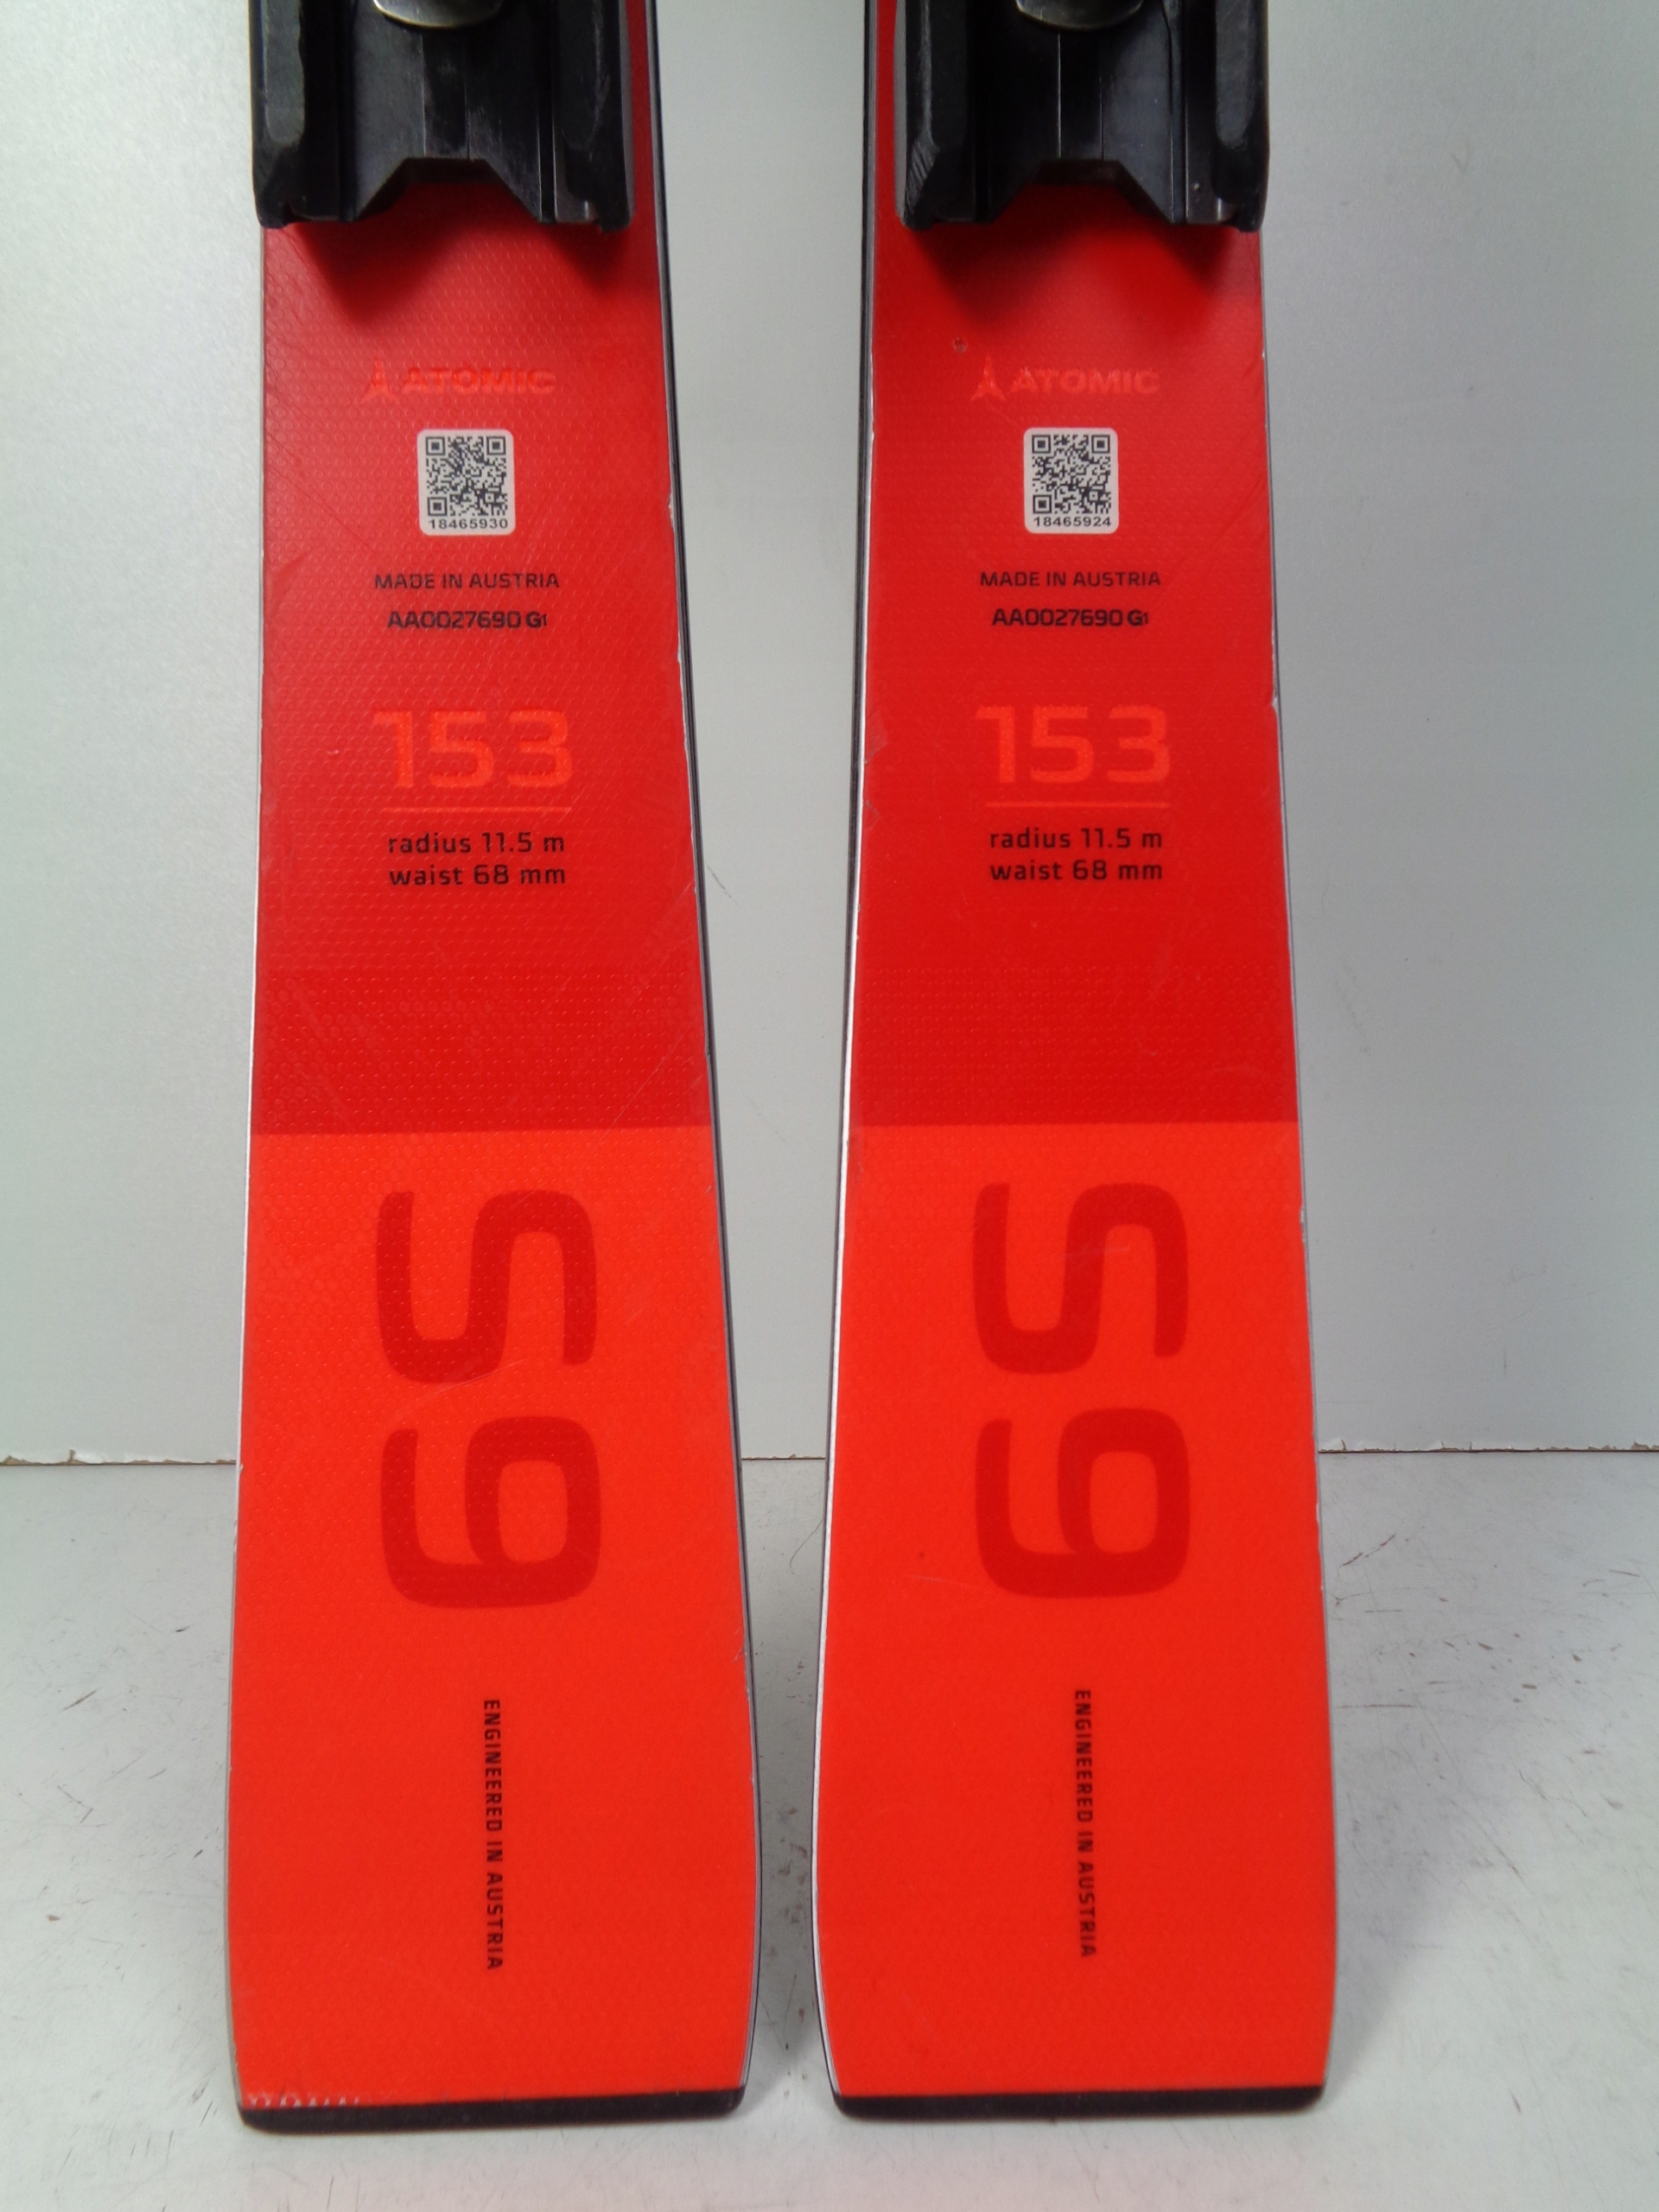 ATOMIC
18465930
MADE IN AUSTRIA
AA0027690 G1
153
radius 11.5 m
waist 68 mm
S9
ENGINEERED IN AUSTRIA
ATOMIC
18465924
MADE IN AUSTRIA
AA0027690 G1
153
radius 11.5 m
waist 68 mm
S9
ENGINEERED IN AUSTRIA